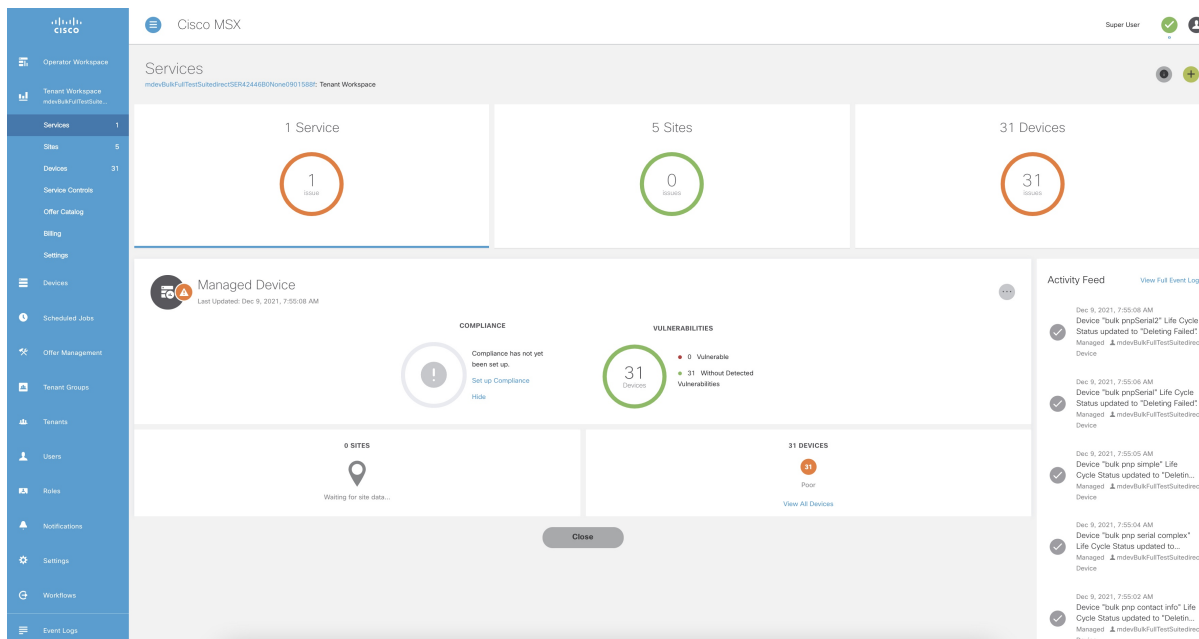 CISCO
Cisco MSX
Super User
Operator Workspace
Tenant Workspace
mdevBulkFullTestSuite...
Services 1
Sites 5
Devices 31
Service Controls
Offer Catalog
Billing
Settings
Devices
Scheduled Jobs
Offer Management
Tenant Groups
Tenants
Users
Roles
Notifications
Settings
Workflows
Event Logs
Services
mdevBulkFullTestSuitedirectSER42446B0None0901588f: Tenant Workspace
1 Service
1
issue
5 Sites
0
issues
31 Devices
31
issues
Managed Device
Last Updated: Dec 9, 2021, 7:55:08 AM
COMPLIANCE
Compliance has not yet
been set up.
Set up Compliance
Hide
VULNERABILITIES
31
Devices
0 Vulnerable
31 Without Detected
Vulnerabilities
0 SITES
Waiting for site data...
31 DEVICES
31
Poor
View All Devices
Close
Activity Feed
View Full Event Log
Dec 9, 2021, 7:55:08 AM
Device "bulk pnpSerial2" Life Cycle
Status updated to "Deleting Failed".
Managed mdevBulkFullTestSuitedirec
Device
Dec 9, 2021, 7:55:06 AM
Device "bulk pnpSerial" Life Cycle
Status updated to "Deleting Failed".
Managed mdevBulkFullTestSuitedirec
Device
Dec 9, 2021, 7:55:05 AM
Device "bulk pnp simple" Life
Cycle Status updated to "Deletin...
Managed mdevBulkFullTestSuitedirec
Device
Dec 9, 2021, 7:55:04 AM
Device "bulk pnp serial complex"
Life Cycle Status updated to...
Managed mdevBulkFullTestSuitedirec
Device
Dec 9, 2021, 7:55:02 AM
Device "bulk pnp contact info" Life
Cycle Status updated to "Deletin...
Managed mdevBulkFullTestSuitedirec